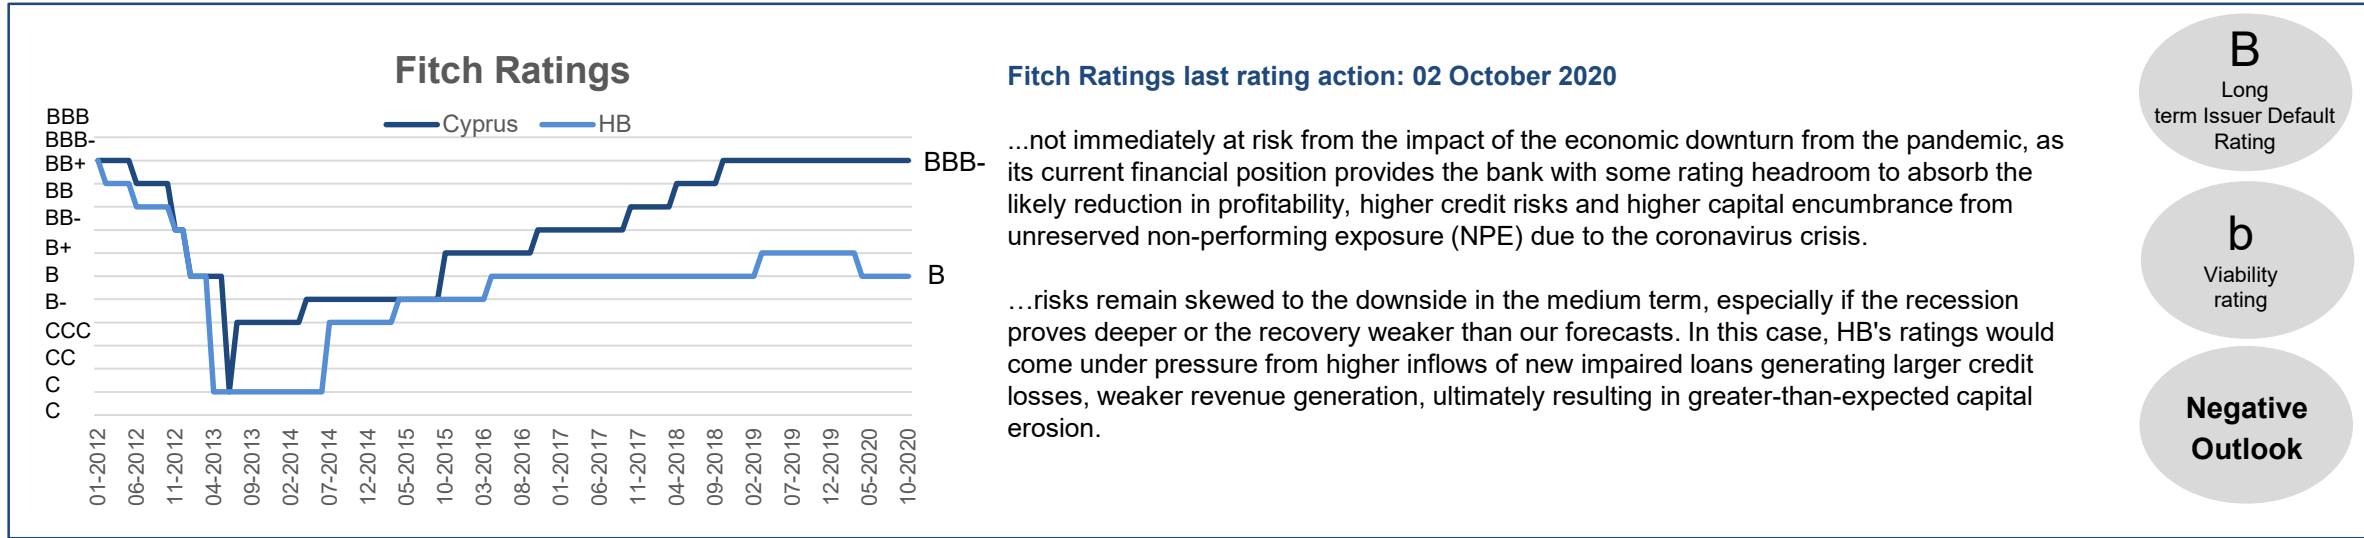 Fitch Ratings
Cyprus
HB
BBB
BBB-
BB+
BB
BB-
B+
B
B-
CCC
CC
C
C
BBB-
B
01-2012
06-2012
11-2012
04-2013
09-2013
02-2014
07-2014
12-2014
05-2015
10-2015
03-2016
08-2016
01-2017
06-2017
11-2017
04-2018
09-2018
02-2019
07-2019
12-2019
05-2020
10-2020
Fitch Ratings last rating action: 02 October 2020
...not immediately at risk from the impact of the economic downturn from the pandemic, as
its current financial position provides the bank with some rating headroom to absorb the
likely reduction in profitability, higher credit risks and higher capital encumbrance from
unreserved non-performing exposure (NPE) due to the coronavirus crisis.
…risks remain skewed to the downside in the medium term, especially if the recession
proves deeper or the recovery weaker than our forecasts. In this case, HB's ratings would
come under pressure from higher inflows of new impaired loans generating larger credit
losses, weaker revenue generation, ultimately resulting in greater-than-expected capital
erosion.
B
Long
term Issuer Default
Rating
b
Viability
rating
Negative
Outlook